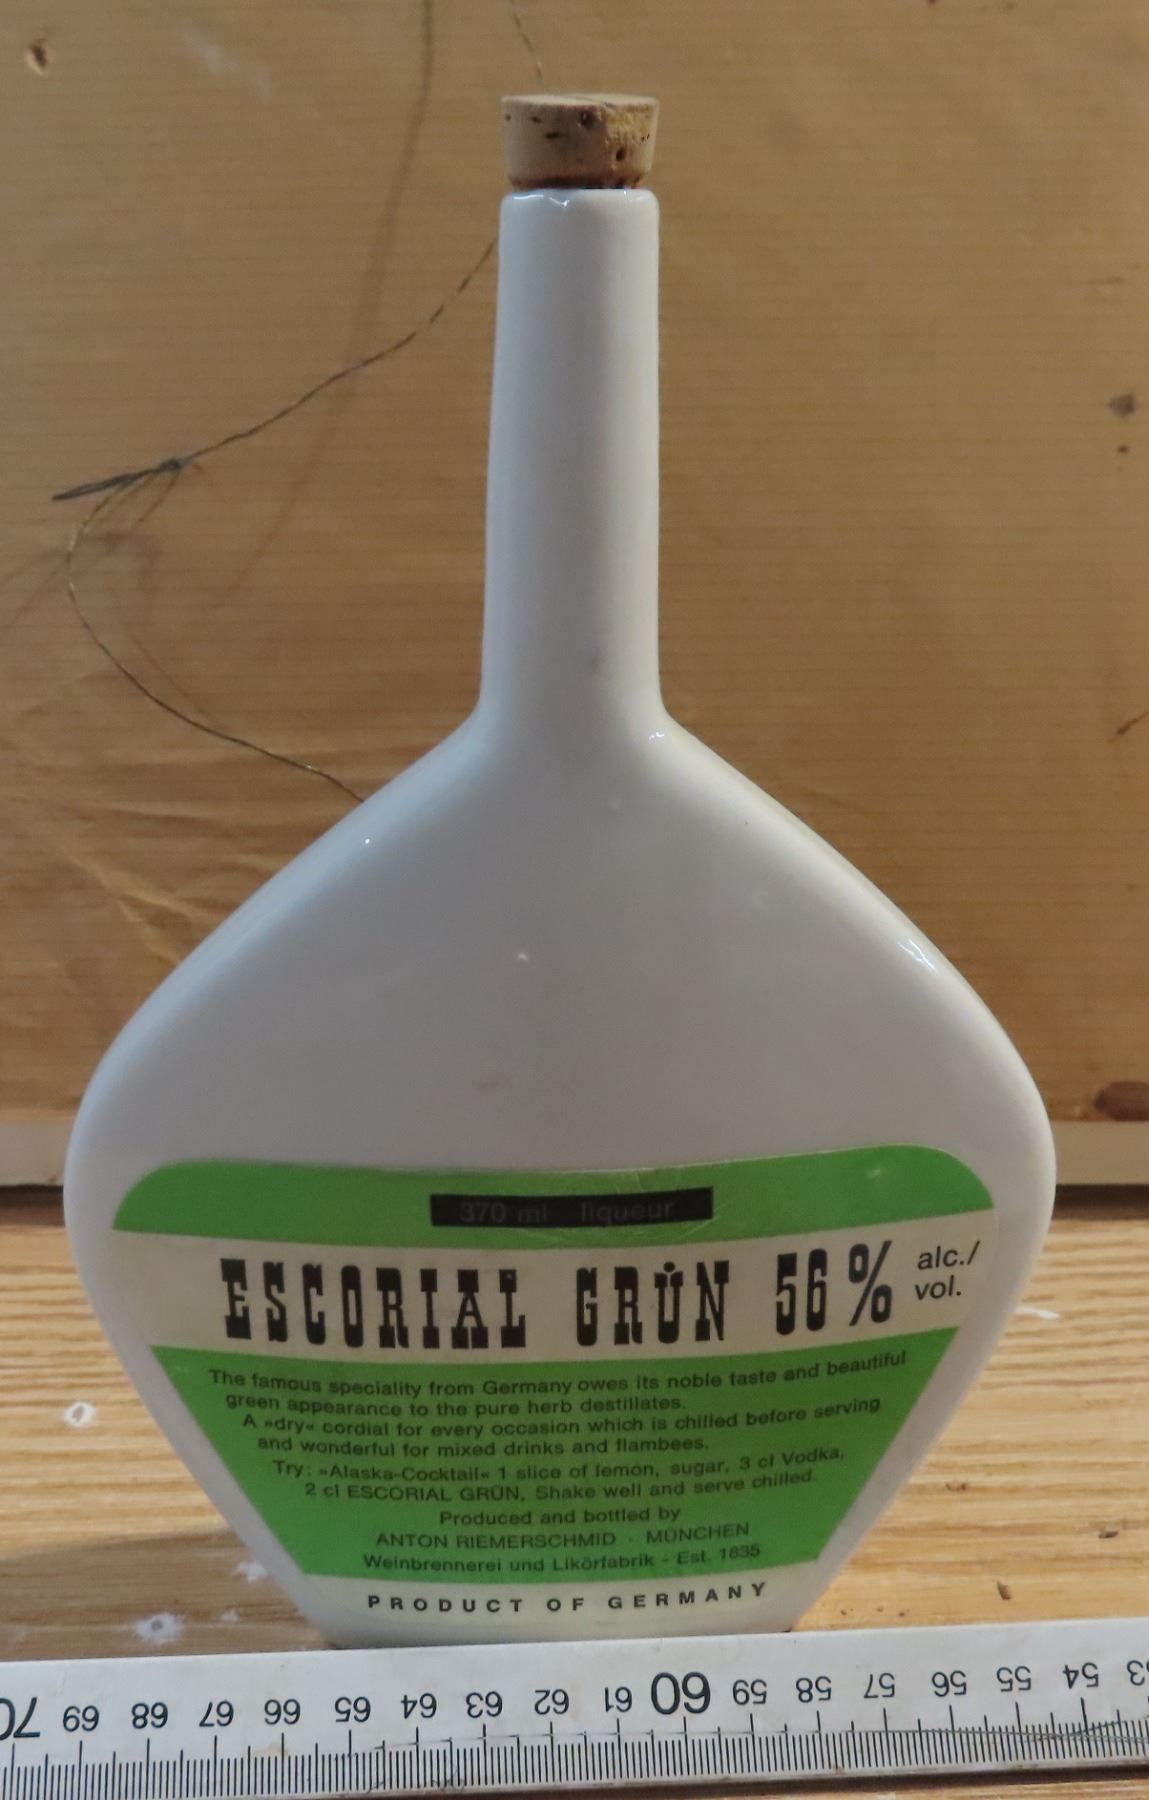 370 ml liqueur
ESCORIAL GRÜN 56% alc./
vol.
The famous speciality from Germany owes its noble taste and beautiful
green appearance to the pure herb destillates.
A »dry« cordial for every occasion which is chilled before serving
and wonderful for mixed drinks and flambees.
Try: »Alaska-Cocktail« 1 slice of lemon, sugar, 3 cl Vodka,
2 cl ESCORIAL GRÜN, Shake well and serve chilled.
Produced and bottled by
ANTON RIEMERSCHMID · MÜNCHEN
Weinbrennerei und Likörfabrik - Est. 1835
PRODUCT OF GERMANY
70 69 68 67 66 65 64 63 62 61 60 59 58 57 56 55 54 53